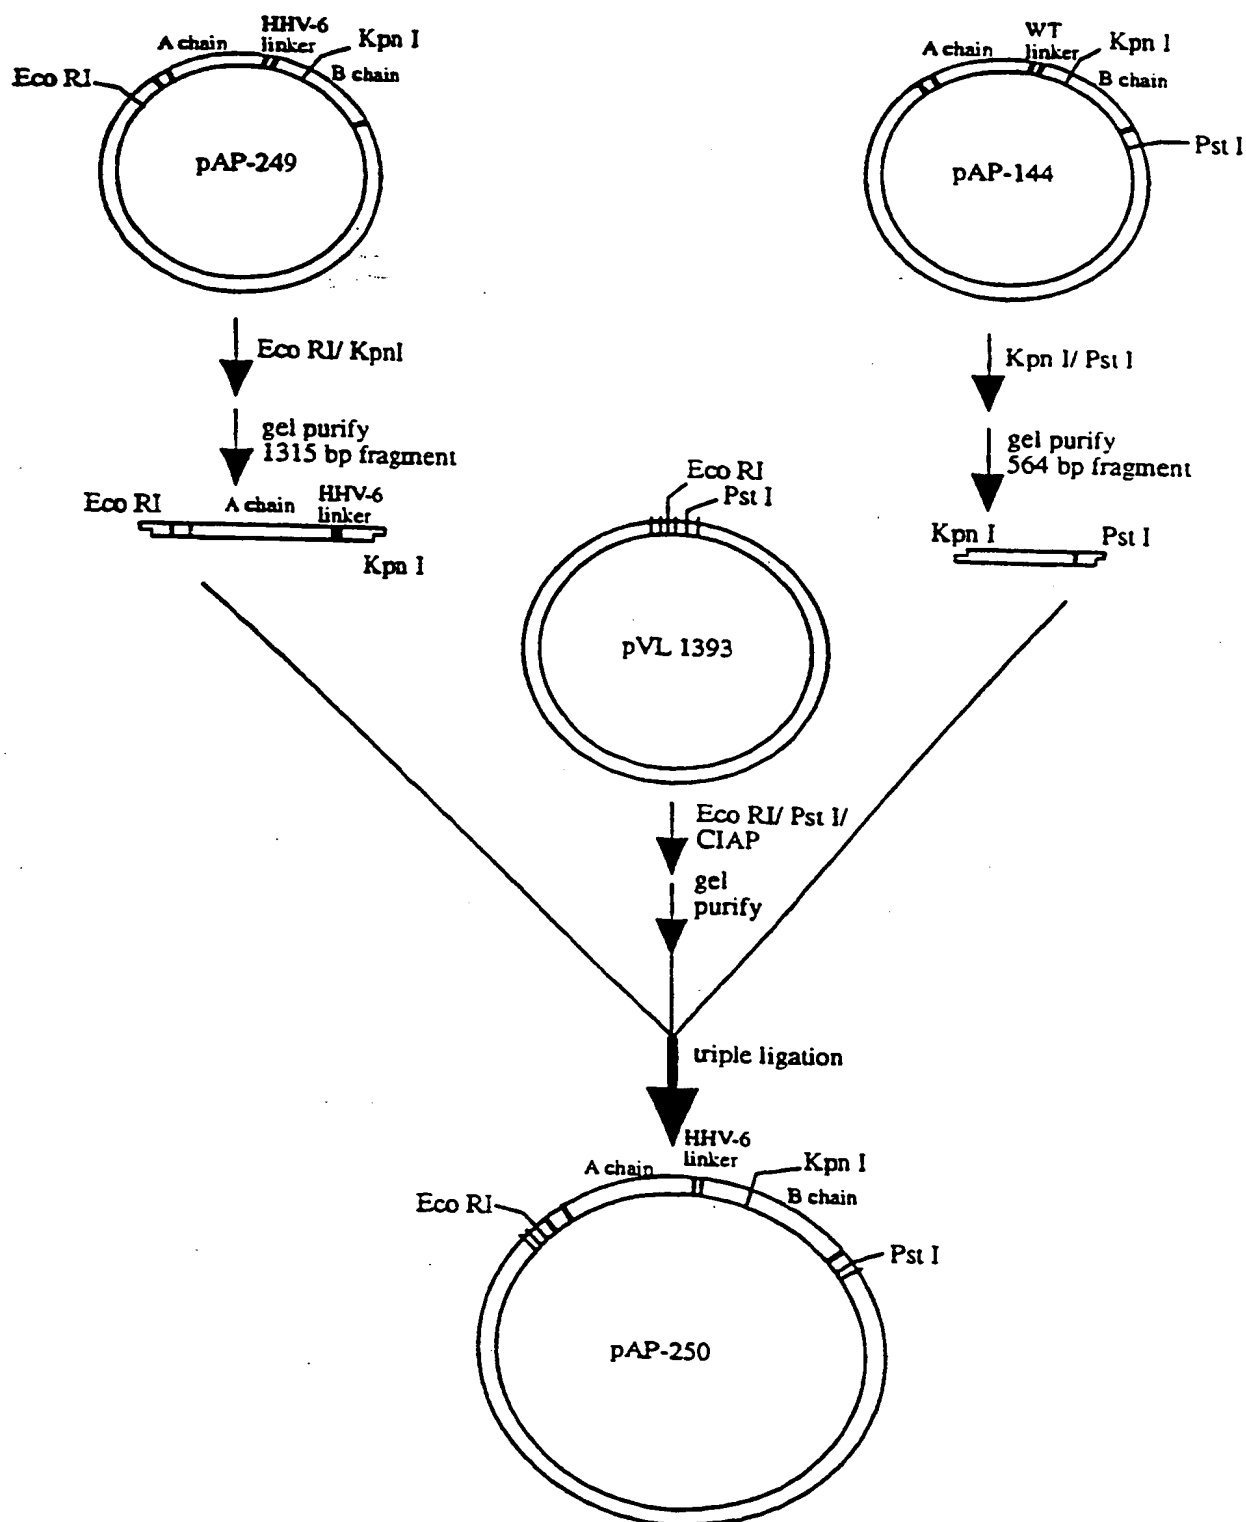 HHV-6
linker
A chain
Kpn I
Eco RI
B chain
pAP-249
WT
linker
A chain
Kpn I
B chain
Pst I
pAP-144
Eco RI/ KpnI
gel purify
1315 bp fragment
Kpn I/ Pst I
gel purify
564 bp fragment
Eco RI
A chain
HHV-6
linker
Kpn I
Eco RI
Pst I
pVL 1393
Kpn I
Pst I
Eco RI/ Pst I/
CIAP
gel
purify
triple ligation
HHV-6
linker
A chain
Kpn I
Eco RI
B chain
Pst I
pAP-250